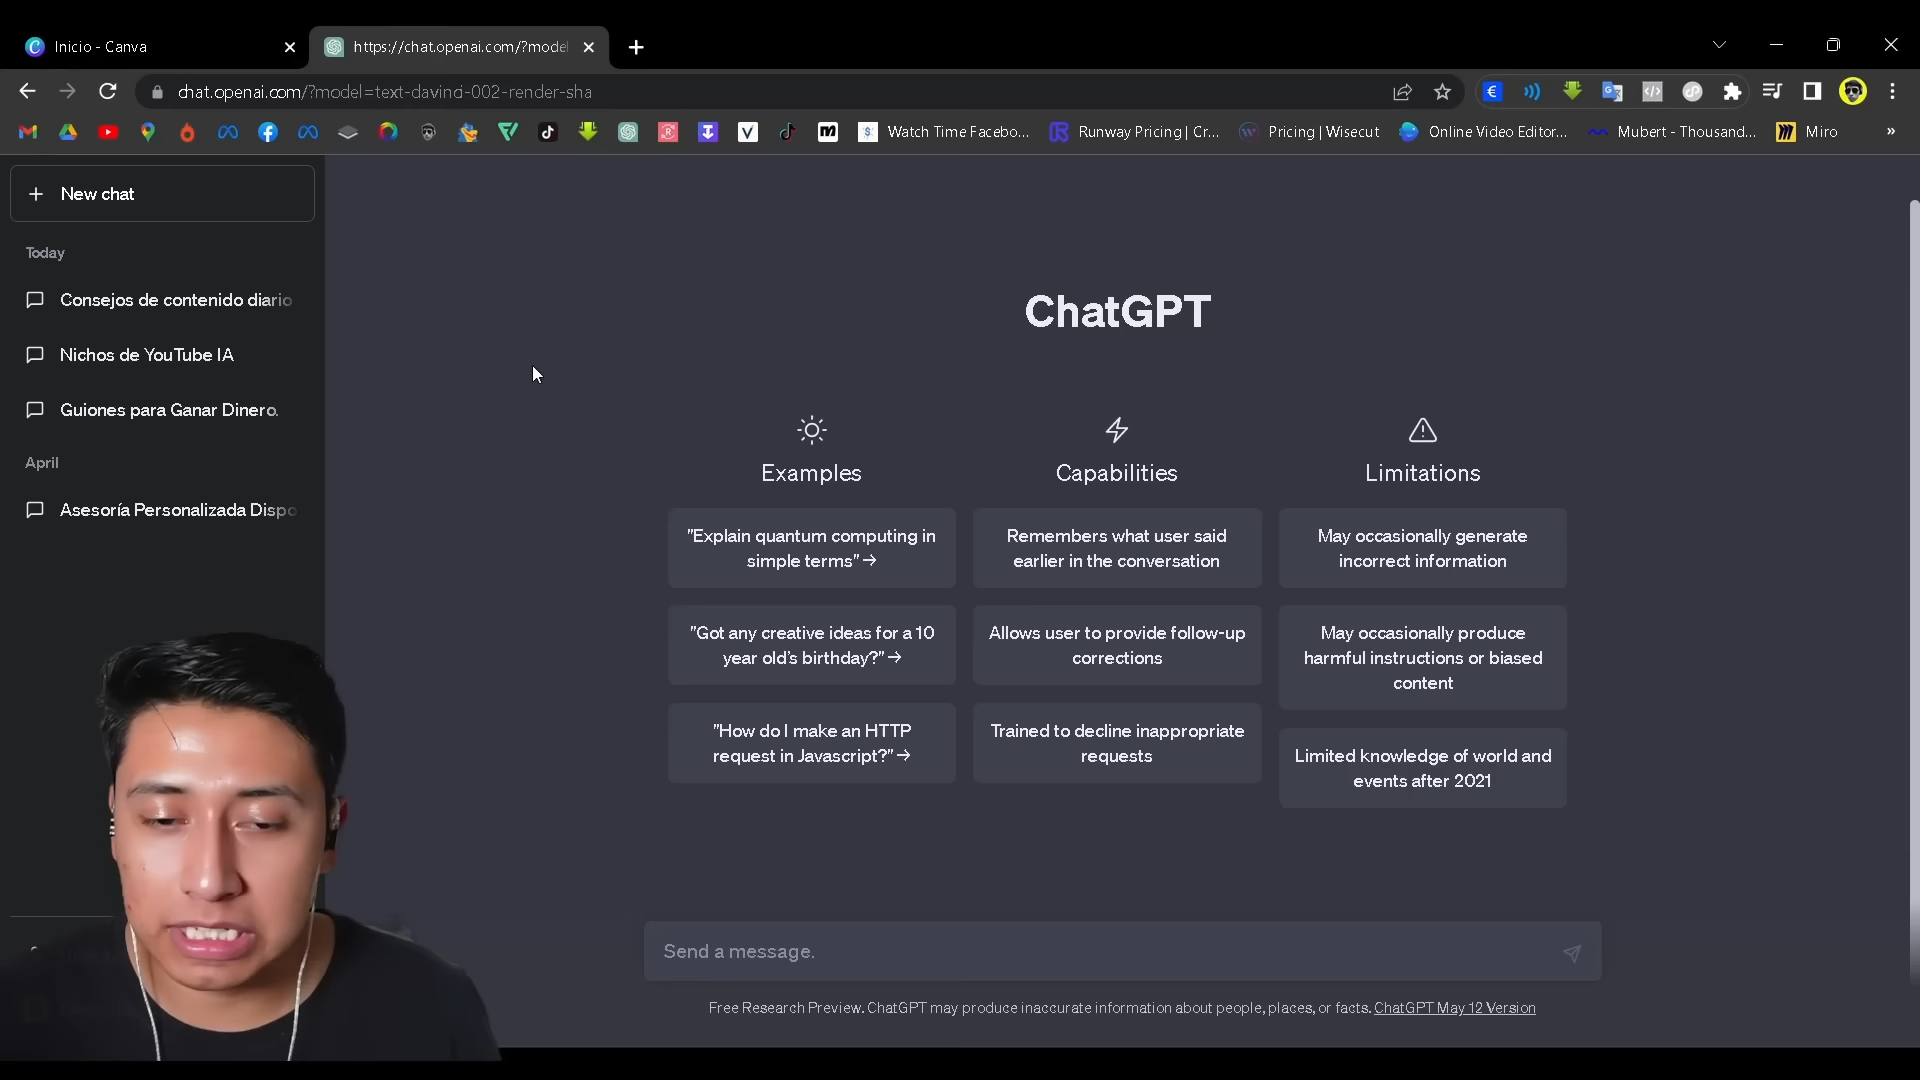 Inicio - Canva
https://chat.openai.com/?model
chat.openai.com/?model=text-davinci-002-render-sha
Watch Time Facebo...
Runway Pricing | Cr...
Pricing | Wisecut
Online Video Editor...
Mubert - Thousand...
Miro
New chat
Today
Consejos de contenido diario
Nichos de YouTube IA
Guiones para Ganar Dinero.
April
Asesoría Personalizada Dispo
ChatGPT
Examples
"Explain quantum computing in
simple terms" →
"Got any creative ideas for a 10
year old's birthday?" →
"How do I make an HTTP
request in Javascript?" →
Capabilities
Remembers what user said
earlier in the conversation
Allows user to provide follow-up
corrections
Trained to decline inappropriate
requests
Limitations
May occasionally generate
incorrect information
May occasionally produce
harmful instructions or biased
content
Limited knowledge of world and
events after 2021
Send a message.
Free Research Preview. ChatGPT may produce inaccurate information about people, places, or facts. ChatGPT May 12 Version